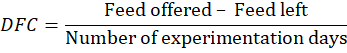 DFC = Feed offered – Feed left
Number of experimentation days